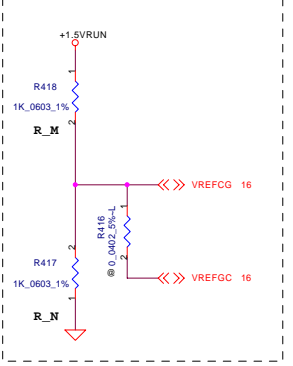 +1.5VRUN
1
R418
1K_0603_1%
2
R_M
VREFCG 16
1
R416
@ 0_0402_5%~L
2
2
R417
1K_0603_1%
VREFGC 16
1
R_N